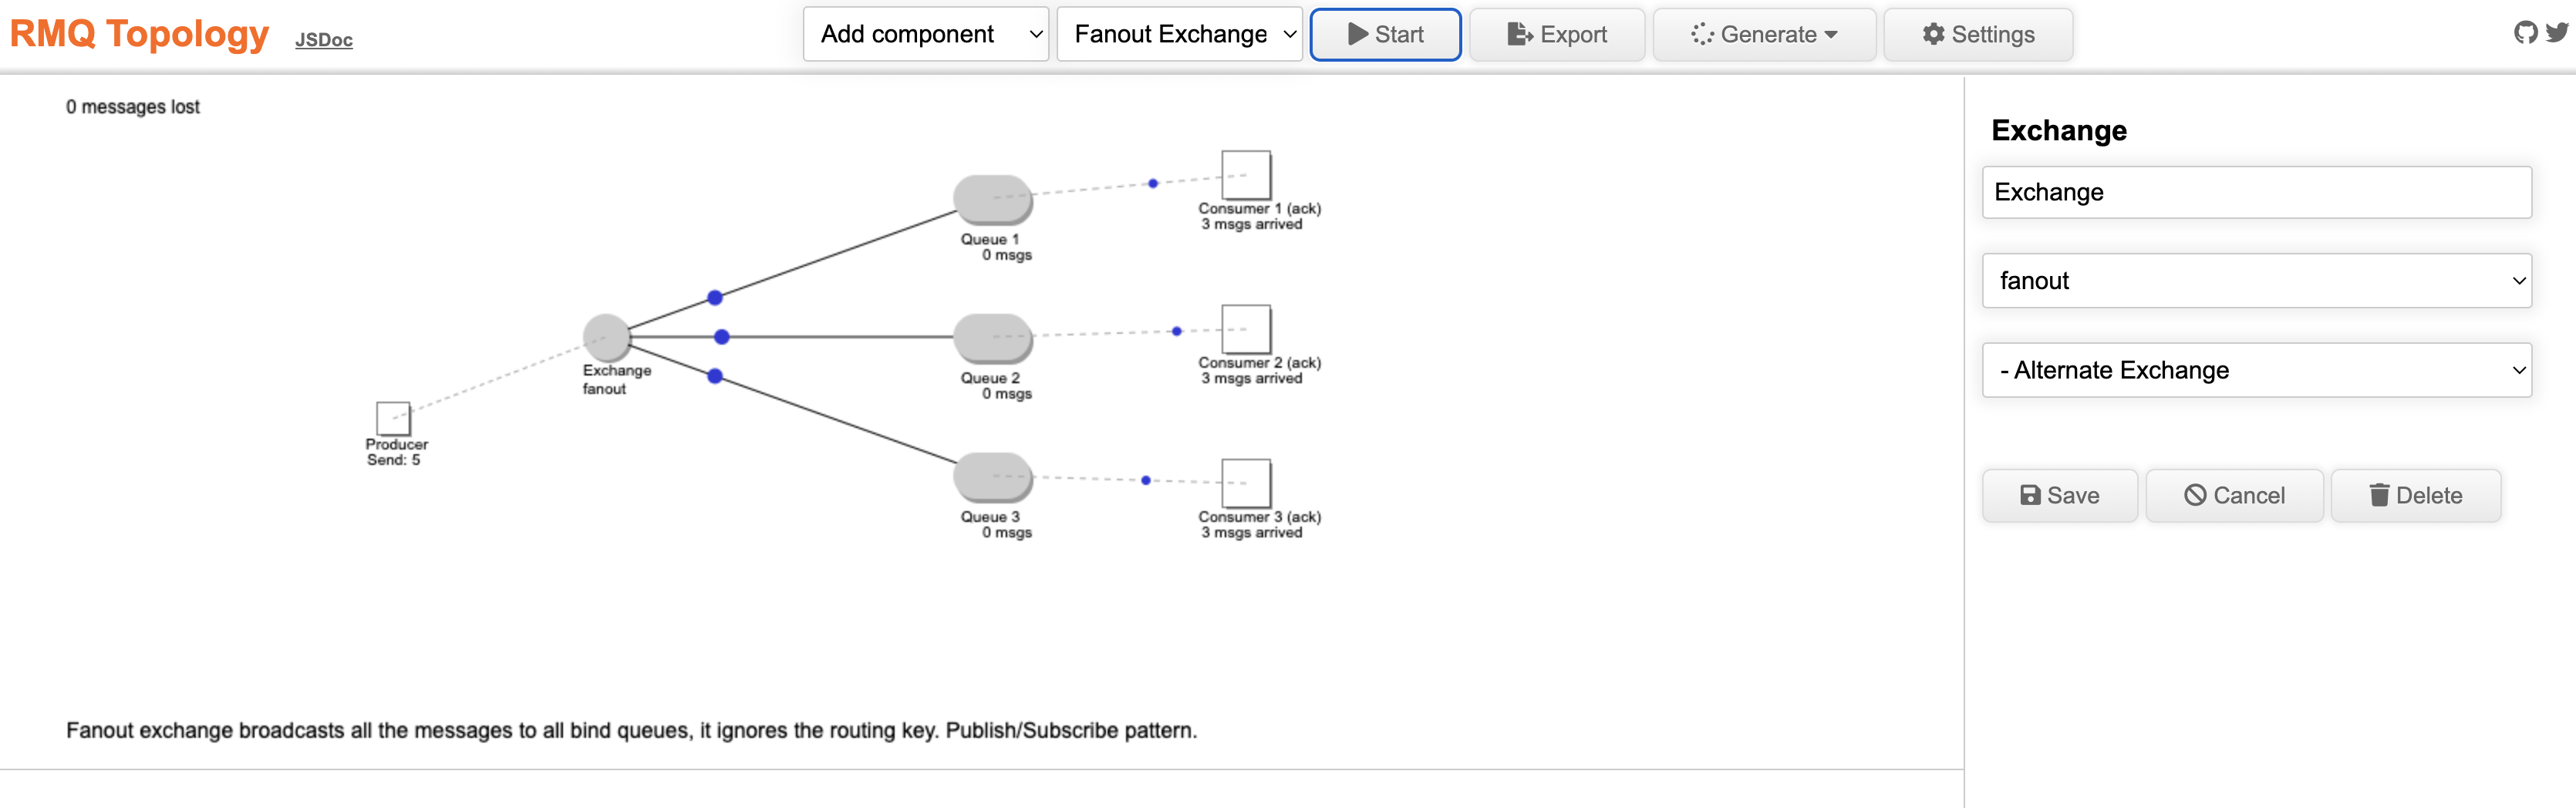 RMQ Topology JSDoc Add component Fanout Exchange Start Export Generate Settings
0 messages lost
Exchange
Exchange
fanout
- Alternate Exchange
Save Cancel Delete
Consumer 1 (ack)
3 msgs arrived
Queue 1
0 msgs
Consumer 2 (ack)
3 msgs arrived
Exchange
fanout
Queue 2
0 msgs
Producer
Send: 5
Queue 3
0 msgs
Consumer 3 (ack)
3 msgs arrived
Fanout exchange broadcasts all the messages to all bind queues, it ignores the routing key. Publish/Subscribe pattern.